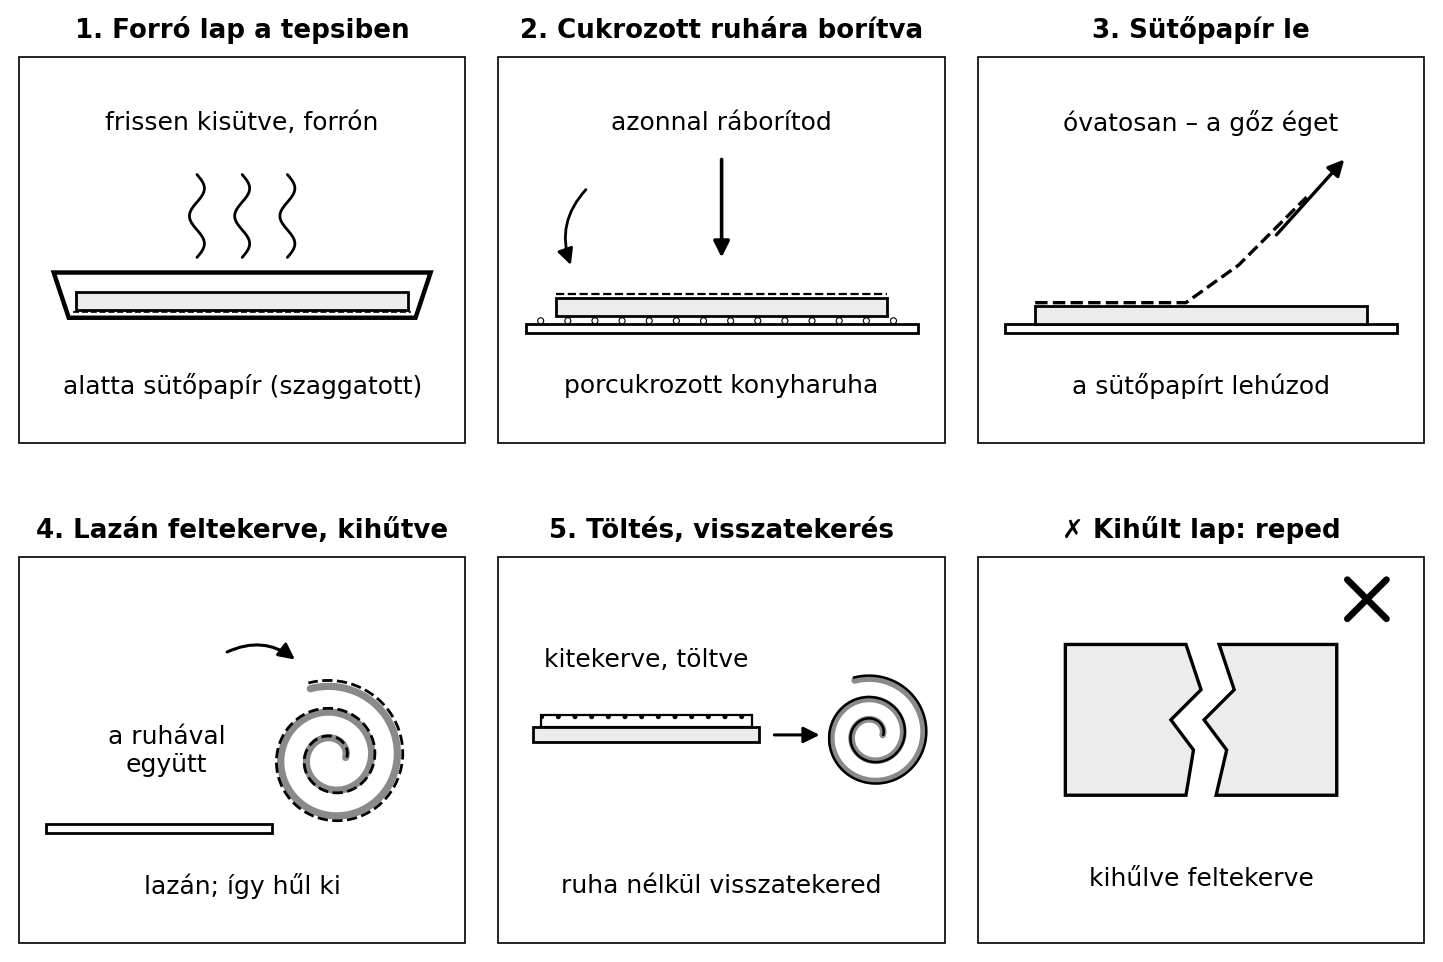 1. Forró lap a tepsiben
frissen kisütve, forrón
alatta sütőpapír (szaggatott)
2. Cukrozott ruhára borítva
azonnal ráborítod
porcukrozott konyharuha
3. Sütőpapír le
óvatosan – a gőz éget
a sütőpapírt lehúzod
4. Lazán feltekerve, kihűtve
a ruhával
együtt
lazán; így hűl ki
5. Töltés, visszatekerés
kitekerve, töltve
ruha nélkül visszatekered
✗ Kihűlt lap: reped
kihűlve feltekerve